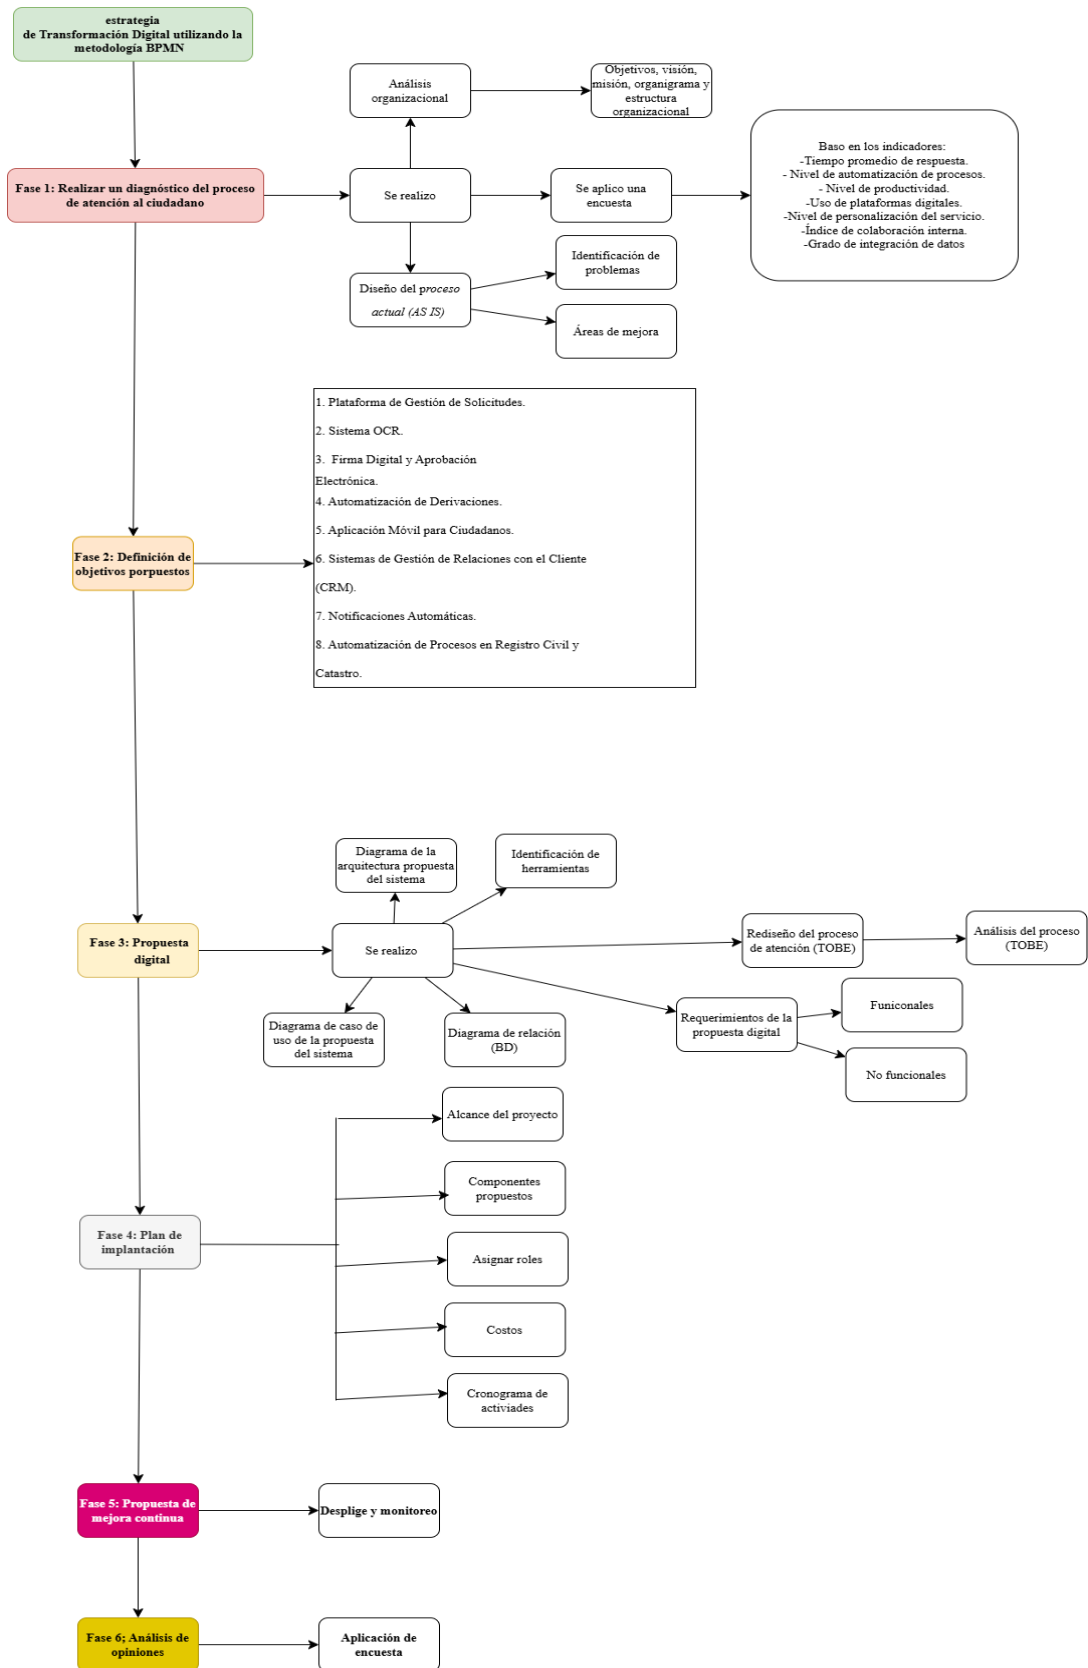 estrategia
de Transformación Digital utilizando la
metodología BPMN
Análisis
organizacional
Objetivos, visión,
misión, organigrama y
estructura
organizacional
Fase 1: Realizar un diagnóstico del proceso
de atención al ciudadano
Se realizo
Se aplico una
encuesta
Baso en los indicadores:
-Tiempo promedio de respuesta.
- Nivel de automatización de procesos.
- Nivel de productividad.
-Uso de plataformas digitales.
-Nivel de personalización del servicio.
-Índice de colaboración interna.
-Grado de integración de datos
Diseño del proceso
actual (AS IS)
Identificación de
problemas
Áreas de mejora
Fase 2: Definición de
objetivos porpuestos
1. Plataforma de Gestión de Solicitudes.
2. Sistema OCR.
3.  Firma Digital y Aprobación
Electrónica.
4. Automatización de Derivaciones.
5. Aplicación Móvil para Ciudadanos.
6. Sistemas de Gestión de Relaciones con el Cliente
(CRM).
7. Notificaciones Automáticas.
8. Automatización de Procesos en Registro Civil y
Catastro.
Fase 3: Propuesta
digital
Se realizo
Diagrama de la
arquitectura propuesta
del sistema
Identificación de
herramientas
Rediseño del proceso
de atención (TOBE)
Análisis del proceso
(TOBE)
Diagrama de caso de
uso de la propuesta
del sistema
Diagrama de relación
(BD)
Requerimientos de la
propuesta digital
Funiconales
No funcionales
Fase 4: Plan de
implantación
Alcance del proyecto
Componentes
propuestos
Asignar roles
Costos
Cronograma de
activiades
Fase 5: Propuesta de
mejora continua
Desplige y monitoreo
Fase 6; Análisis de
opiniones
Aplicación de
encuesta